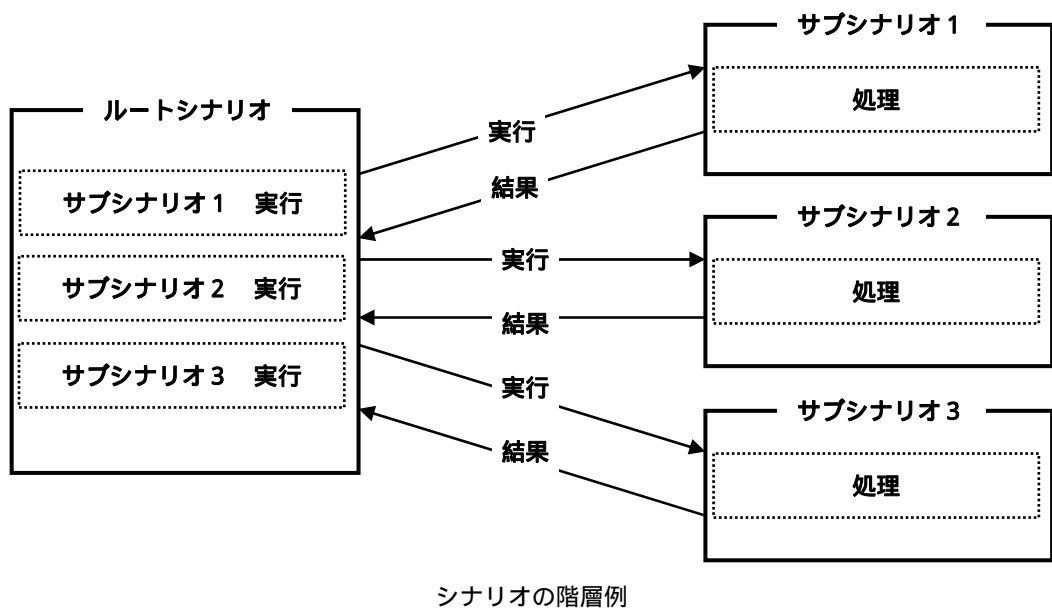 ルートシナリオ
サブシナリオ1 実行
サブシナリオ2 実行
サブシナリオ3 実行
実行
結果
実行
結果
実行
結果
サブシナリオ1
処理
サブシナリオ2
処理
サブシナリオ3
処理
シナリオの階層例